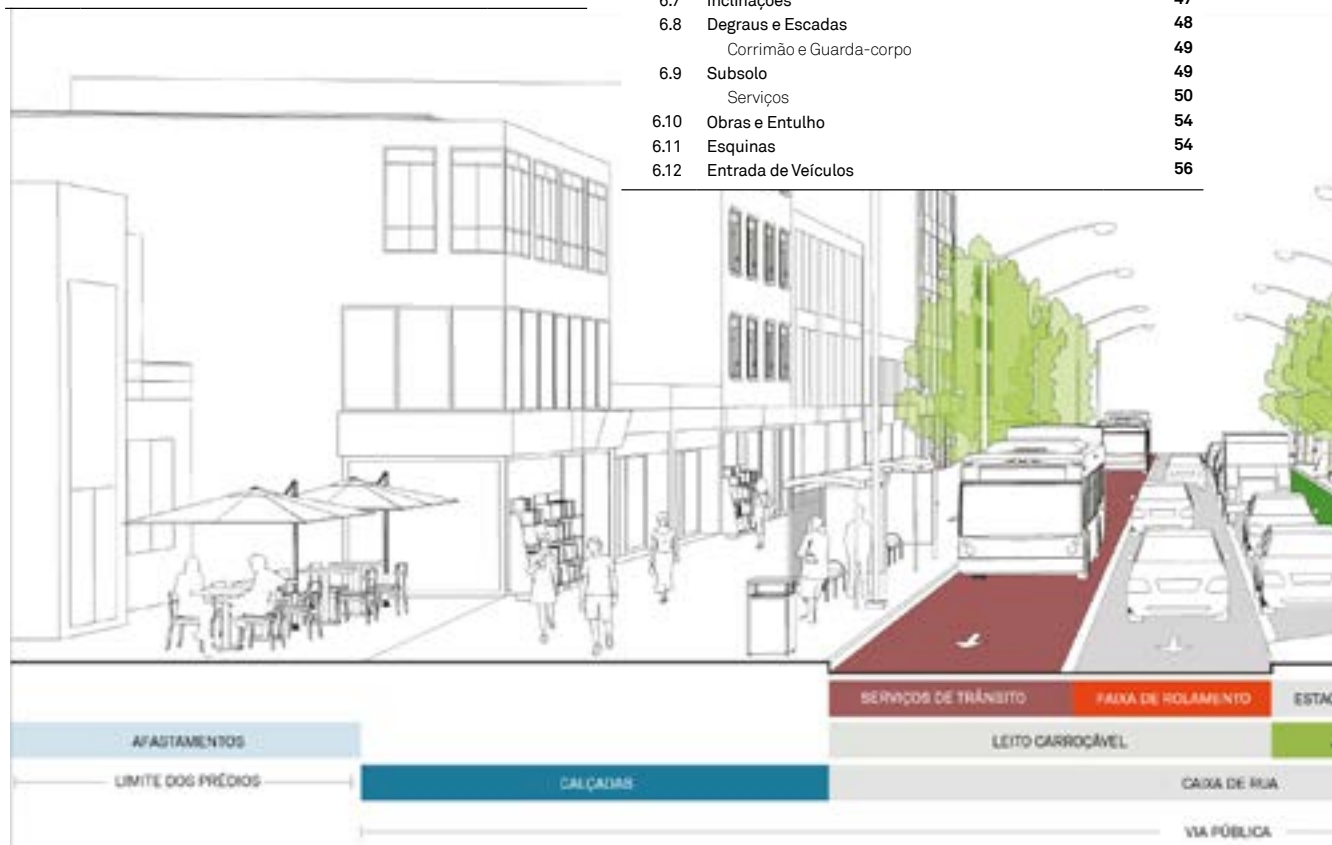 6.7 Inclinações 47
6.8 Degraus e Escadas 48
Corrimão e Guarda-corpo 49
6.9 Subsolo 49
Serviços 50
6.10 Obras e Entulho 54
6.11 Esquinas 54
6.12 Entrada de Veículos 56
SERVIÇOS DE TRÂNSITO FAIXA DE ROLAMENTO ESTAC
AFASTAMENTOS LEITO CARROÇÁVEL
LIMITE DOS PRÉDIOS CALÇADAS CAIXA DE RUA
VIA PÚBLICA